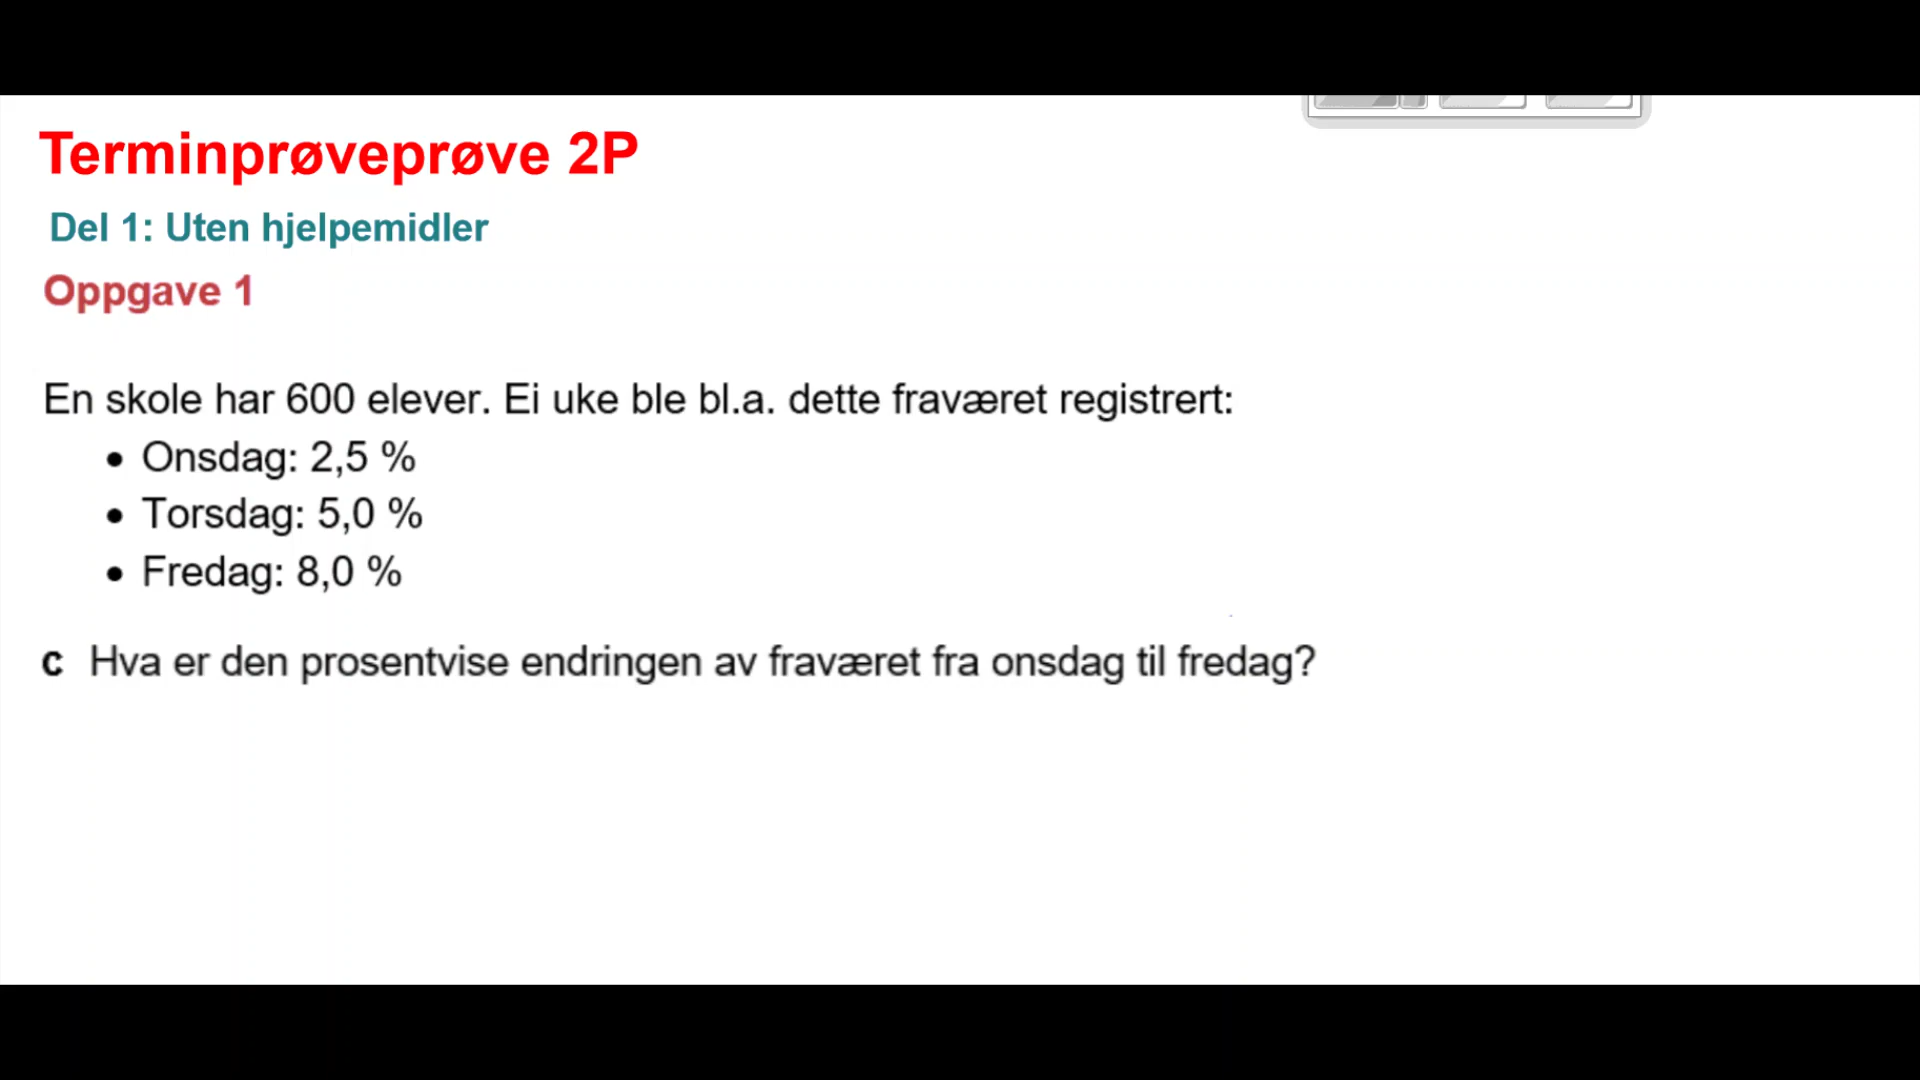 Terminprøveprøve 2P
Del 1: Uten hjelpemidler
Oppgave 1
En skole har 600 elever. Ei uke ble bl.a. dette fraværet registrert:
• Onsdag: 2,5 %
• Torsdag: 5,0 %
• Fredag: 8,0 %
c Hva er den prosentvise endringen av fraværet fra onsdag til fredag?